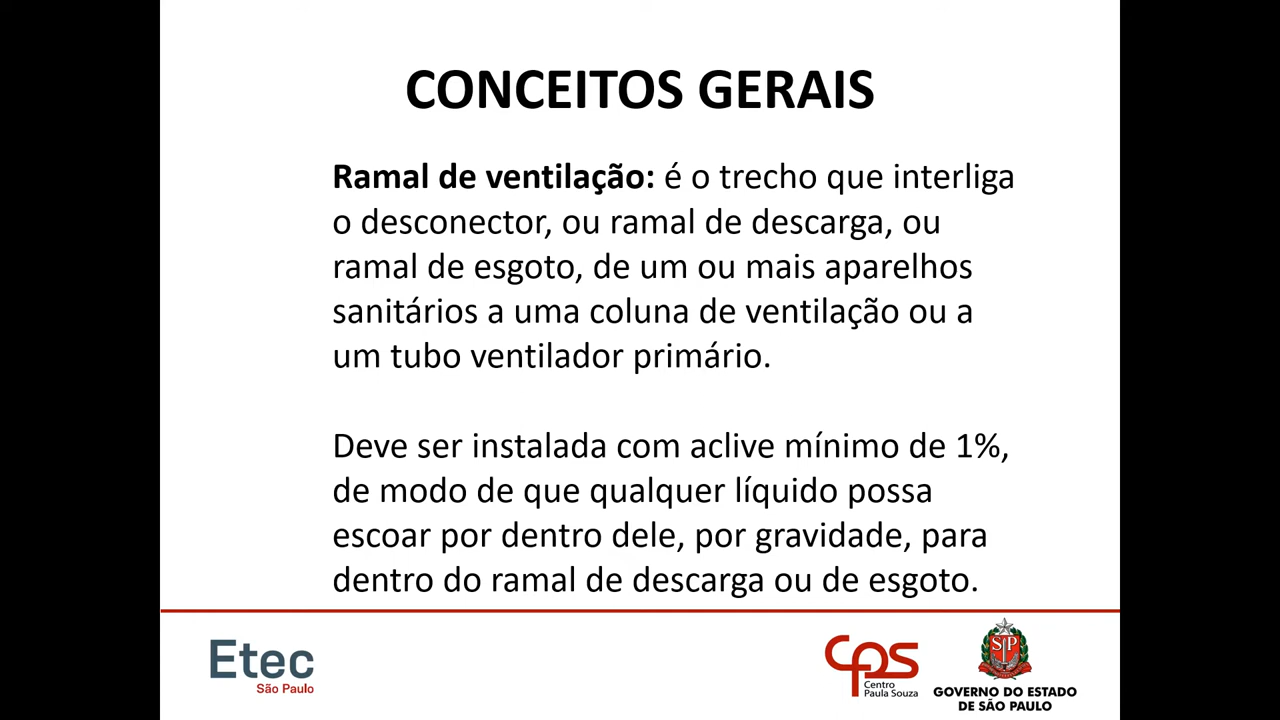 CONCEITOS GERAIS
Ramal de ventilação: é o trecho que interliga
o desconector, ou ramal de descarga, ou
ramal de esgoto, de um ou mais aparelhos
sanitários a uma coluna de ventilação ou a
um tubo ventilador primário.
Deve ser instalada com aclive mínimo de 1%,
de modo de que qualquer líquido possa
escoar por dentro dele, por gravidade, para
dentro do ramal de descarga ou de esgoto.
Etec
São Paulo
CPS
Centro
Paula Souza
SP
GOVERNO DO ESTADO
DE SÃO PAULO